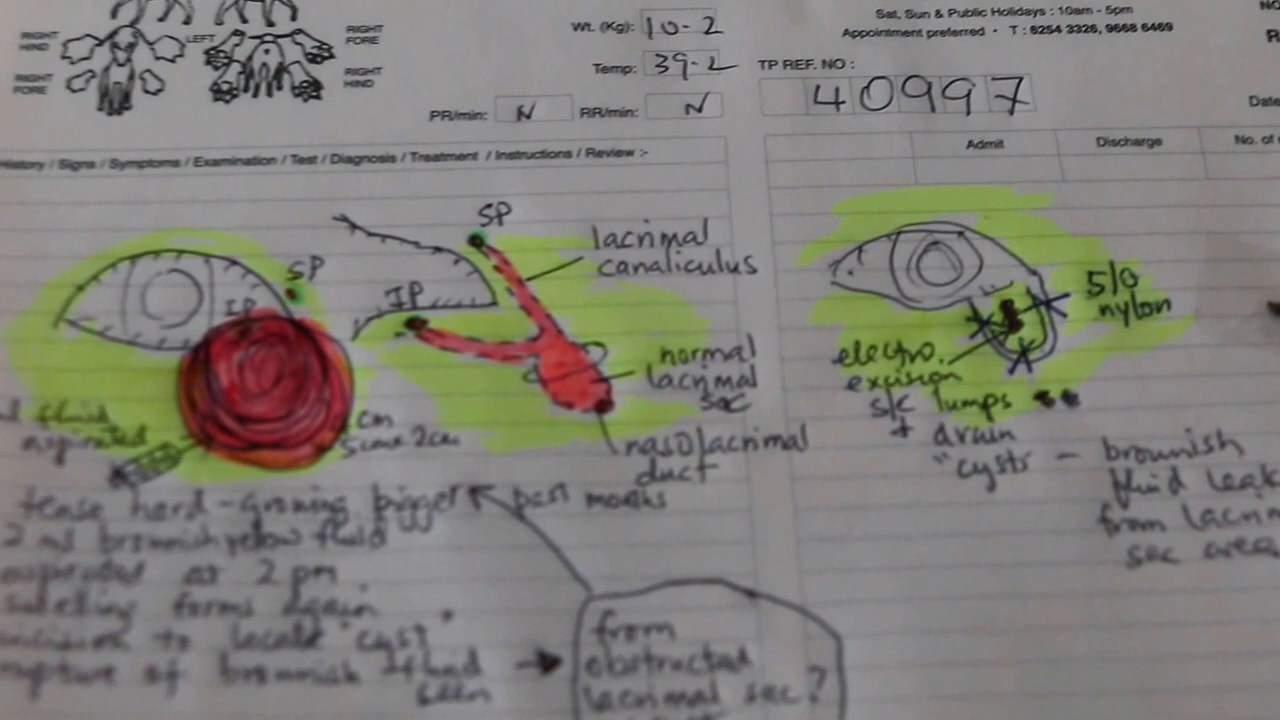 RIGHT HIND
LEFT
RIGHT FORE
RIGHT FORE
RIGHT HIND
Wt. (Kg): 10-2
Temp: 39-2
PR/min: N
RR/min: N
Sat, Sun & Public Holidays : 10am - 5pm
Appointment preferred • T : 6254 3326, 9668 6469
TP REF. NO :
40997
Date
History / Signs / Symptoms / Examination / Test / Diagnosis / Treatment / Instructions / Review :-
Admit
Discharge
No. of
SP
IP
fluid
aspirated
cm
2cm
SP
IP
lacrimal
canaliculus
normal
lacrimal
sac
nasolacrimal
duct
tense hard - growing bigger past months
2 ml brownish yellow fluid
aspirated at 2 pm.
swelling forms again
incision to locate "cyst"
rupture of brownish fluid
seen
from
obstructed
lacrimal sac?
5/0
nylon
electro.
excision
s/c lumps
+ drain
"cysts" - brownish
fluid leak
from lacrim
sac area